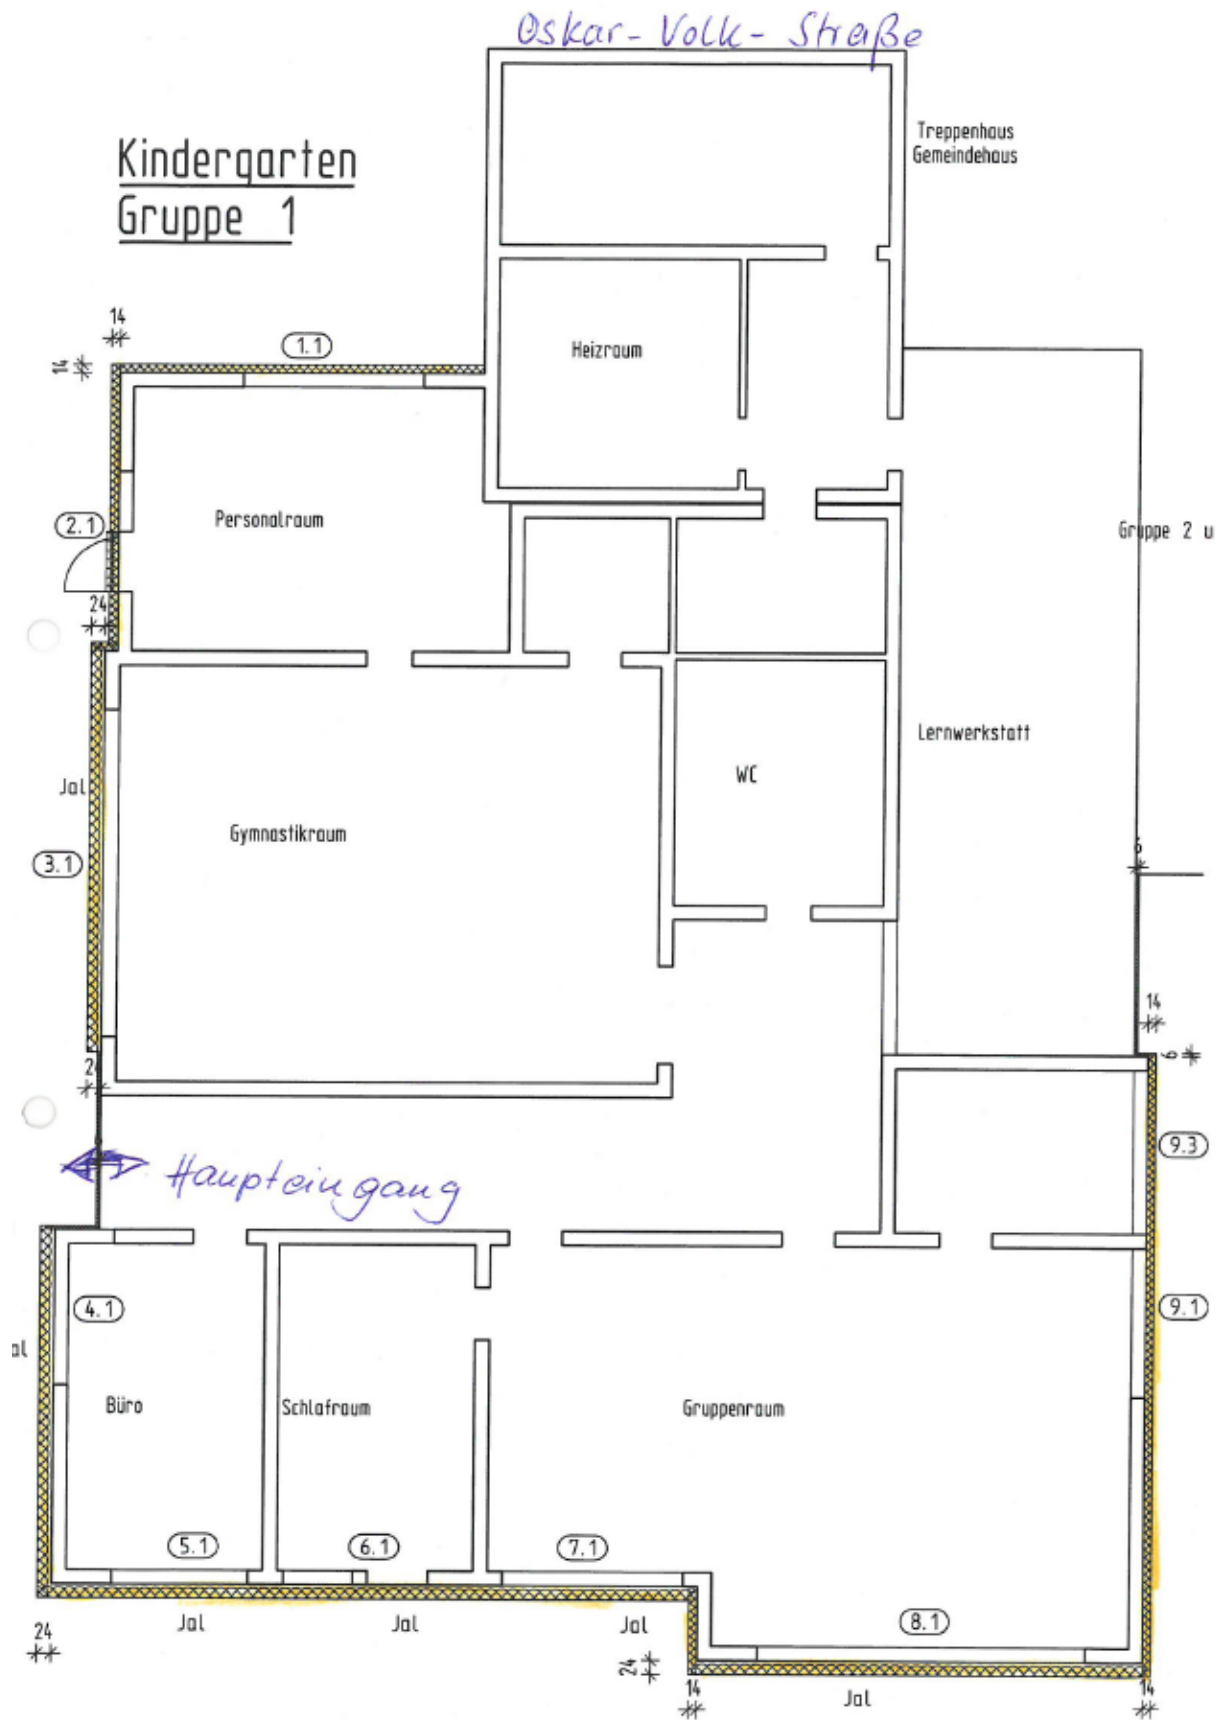 Oskar-Volk-Straße
Treppenhaus
Gemeindehaus
Kindergarten
Gruppe 1
14
14
1.1
Heizraum
2.1
Personalraum
Gruppe 2 u
24
Lernwerkstatt
Jal
WC
Gymnastikraum
3.1
6
14
6
2
9.3
Haupteingang
4.1
9.1
al
Büro
Schlafraum
Gruppenraum
5.1
6.1
7.1
8.1
24
Jal
Jal
Jal
24
14
14
Jal